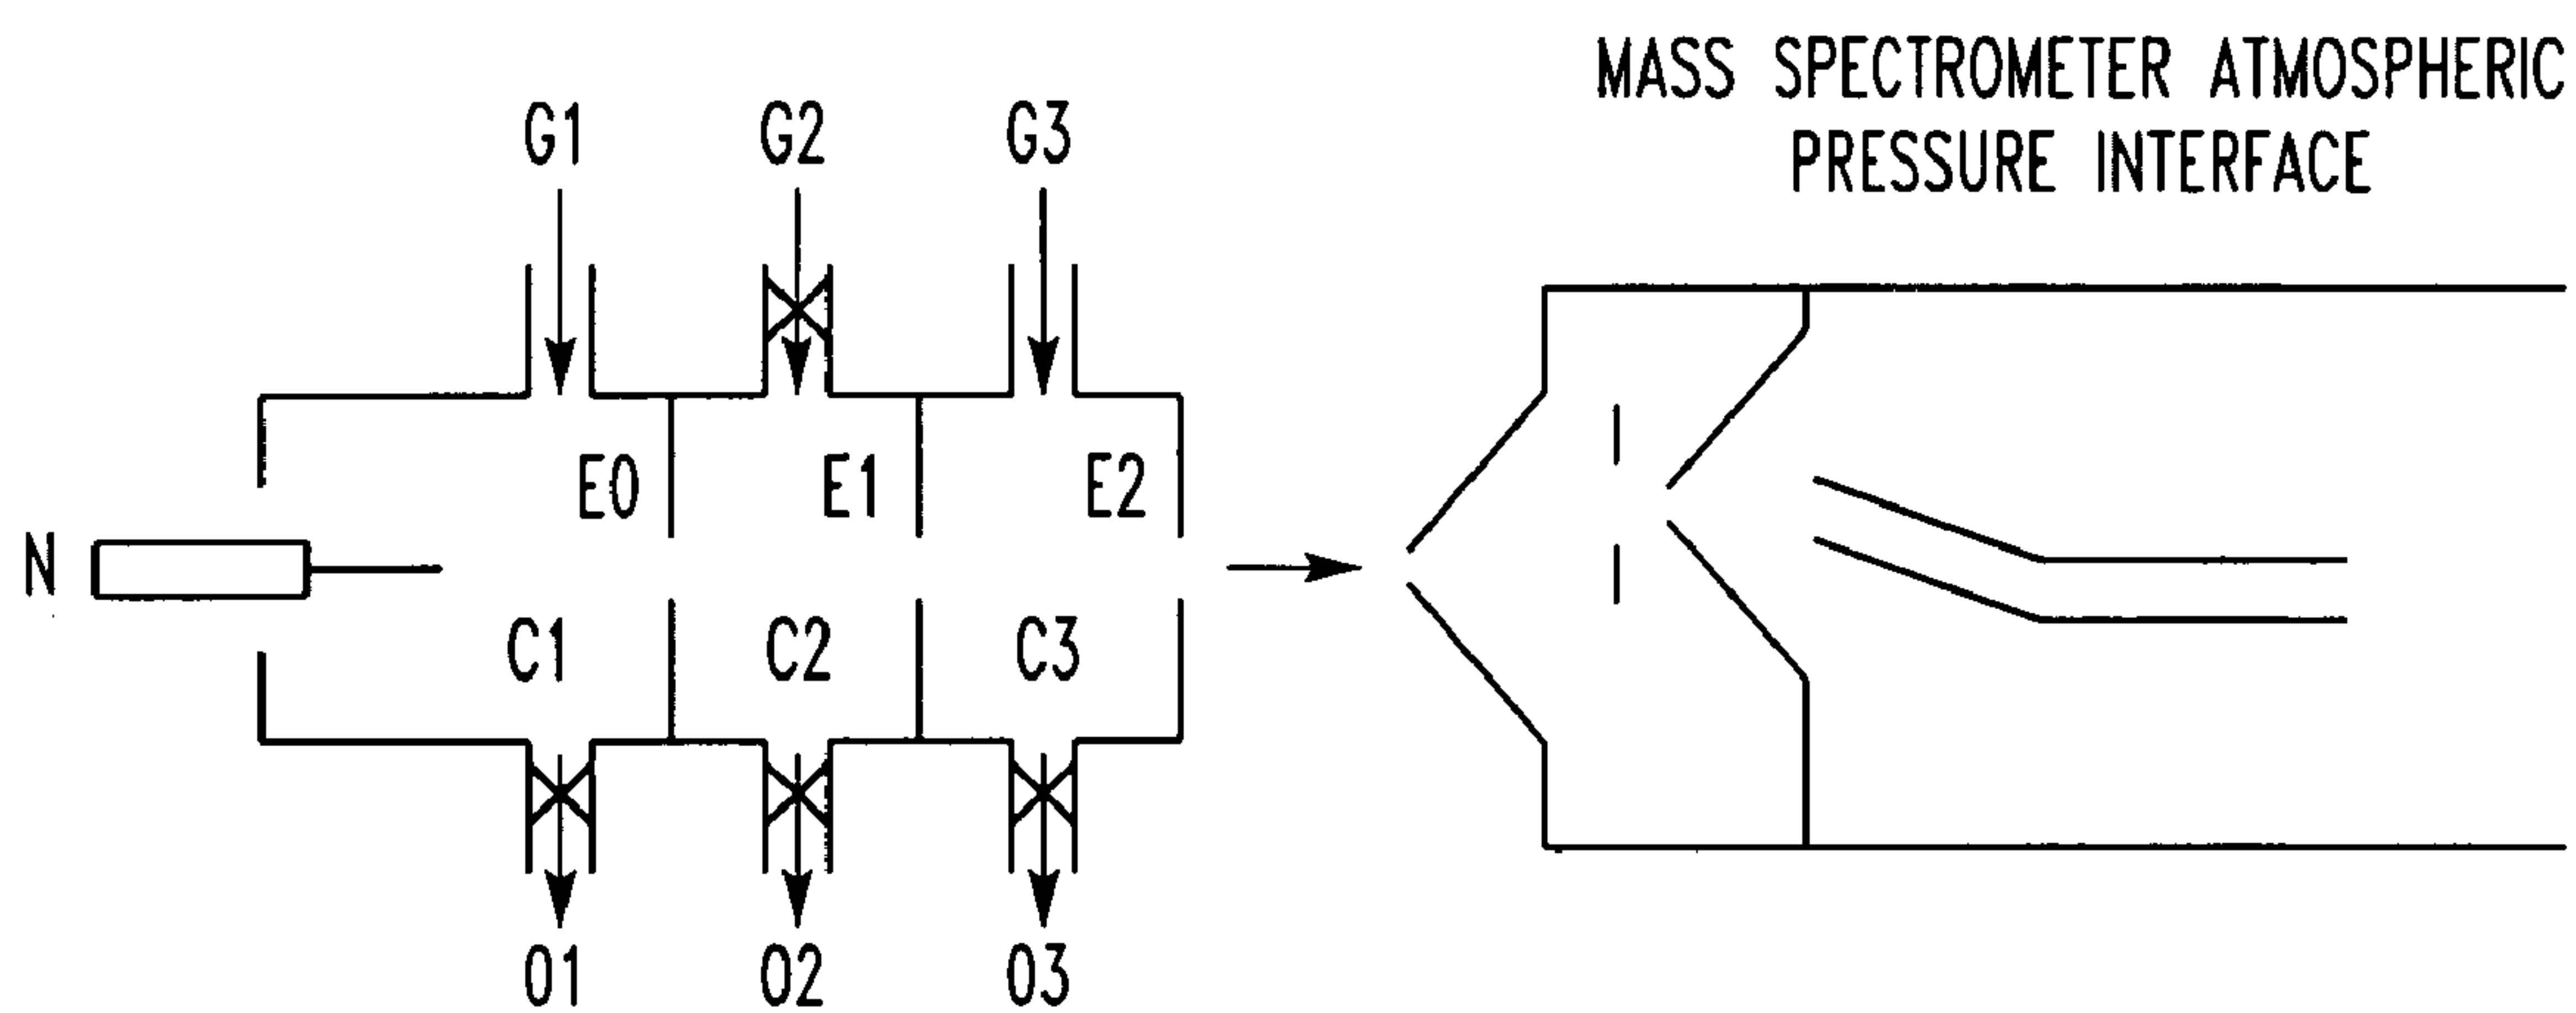 MASS SPECTROMETER ATMOSPHERIC
PRESSURE INTERFACE
G1 G2 G3
E0 E1 E2
N
C1 C2 C3
O1 O2 O3